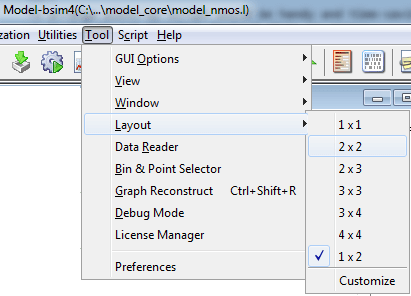 Model-bsim4(C:\...\model_core\model_nmos.l)
zation Utilities Tool Script Help
GUI Options
View
Window
Layout
Data Reader
Bin & Point Selector
Graph Reconstruct Ctrl+Shift+R
Debug Mode
License Manager
Preferences
1 x 1
2 x 2
2 x 3
3 x 3
3 x 4
4 x 4
1 x 2
Customize